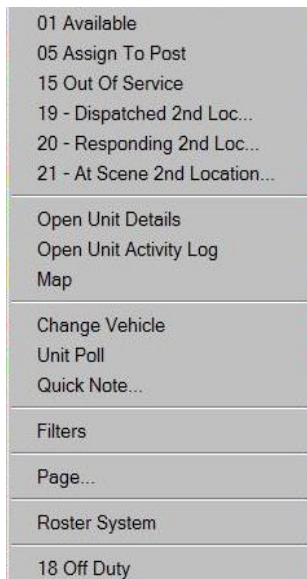 01 Available
05 Assign To Post
15 Out Of Service
19 - Dispatched 2nd Loc...
20 - Responding 2nd Loc...
21 - At Scene 2nd Location...
Open Unit Details
Open Unit Activity Log
Map
Change Vehicle
Unit Poll
Quick Note...
Filters
Page...
Roster System
18 Off Duty